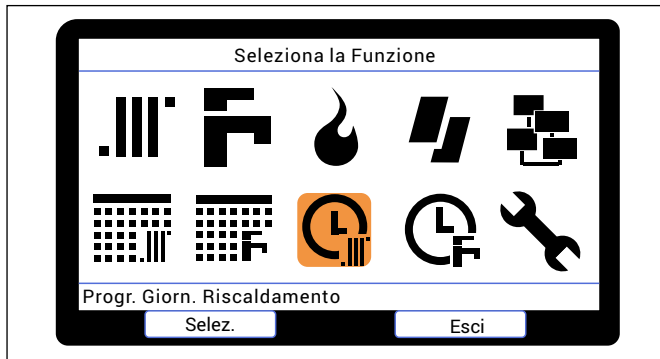 Seleziona la Funzione
Progr. Giorn. Riscaldamento
Selez.
Esci